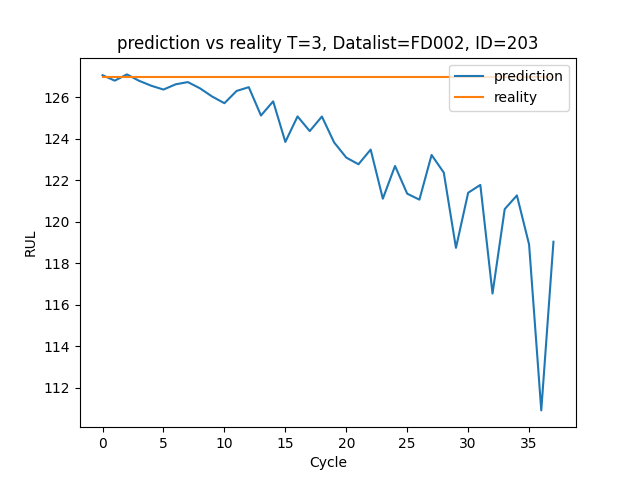 prediction vs reality T=3, Datalist=FD002, ID=203
prediction
reality
126
124
122
120
118
116
114
112
RUL
0 5 10 15 20 25 30 35
Cycle